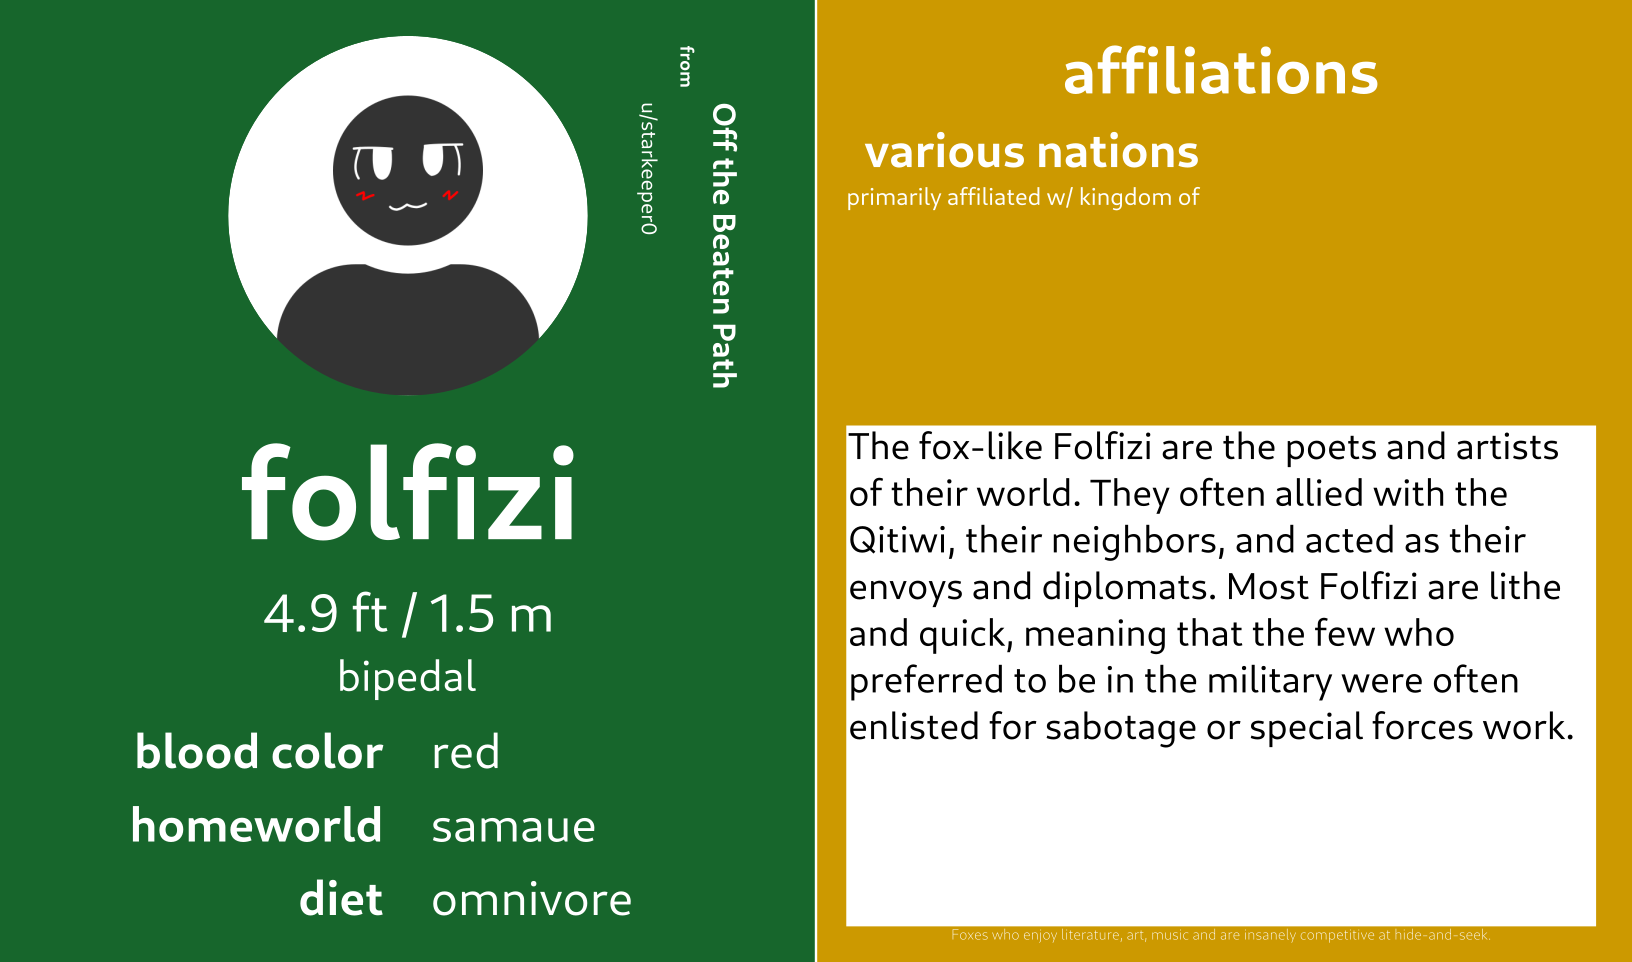 from
Off the Beaten Path
u/starkeeper0
folfizi
4.9 ft / 1.5 m
bipedal
blood color red
homeworld samaue
diet omnivore
affiliations
various nations
primarily affiliated w/ kingdom of
The fox-like Folfizi are the poets and artists
of their world. They often allied with the
Qitiwi, their neighbors, and acted as their
envoys and diplomats. Most Folfizi are lithe
and quick, meaning that the few who
preferred to be in the military were often
enlisted for sabotage or special forces work.
Foxes who enjoy literature, art, music and are insanely competitive at hide-and-seek.